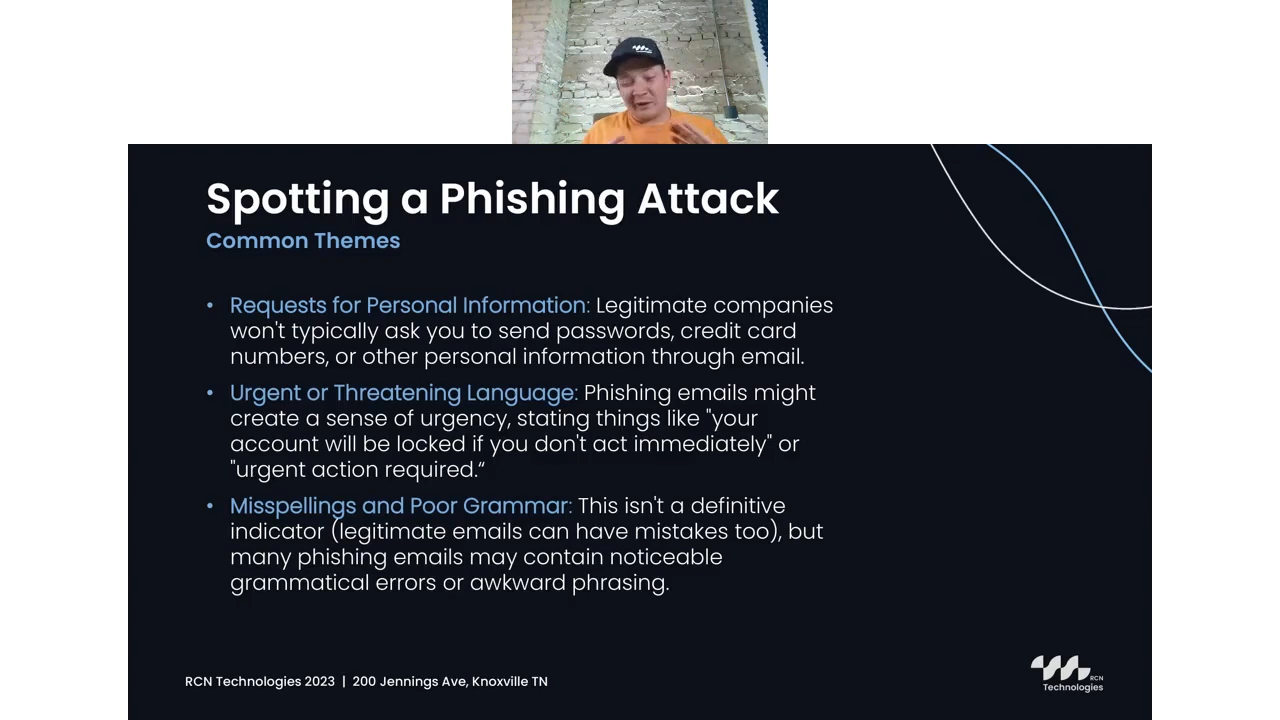 Spotting a Phishing Attack
Common Themes
• Requests for Personal Information: Legitimate companies
won't typically ask you to send passwords, credit card
numbers, or other personal information through email.
• Urgent or Threatening Language: Phishing emails might
create a sense of urgency, stating things like "your
account will be locked if you don't act immediately" or
"urgent action required.“
• Misspellings and Poor Grammar: This isn't a definitive
indicator (legitimate emails can have mistakes too), but
many phishing emails may contain noticeable
grammatical errors or awkward phrasing.
RCN Technologies 2023 | 200 Jennings Ave, Knoxville TN
RCN
Technologies